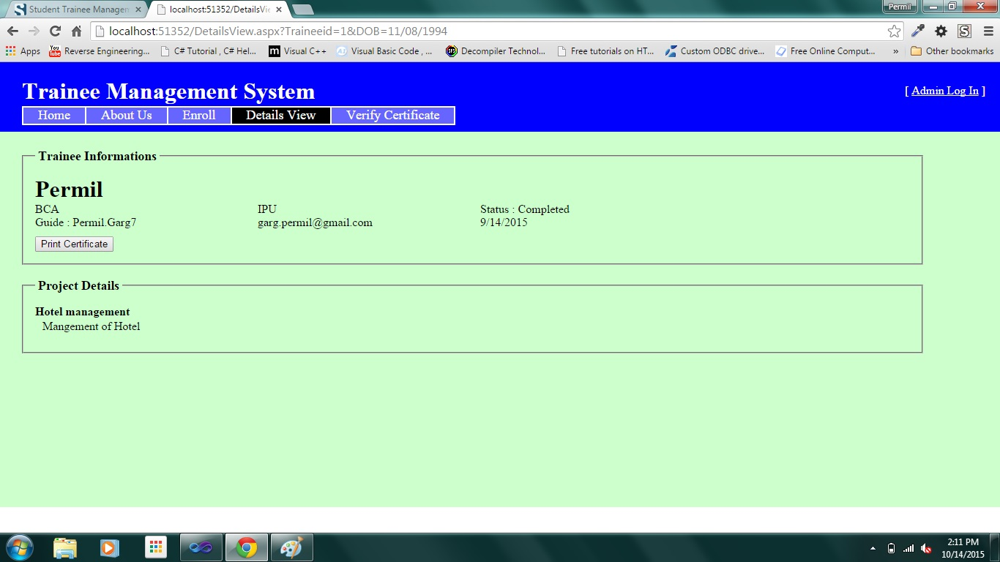 Student Trainee Managem
localhost:51352/DetailsVie
Permil
localhost:51352/DetailsView.aspx?Traineeid=1&DOB=11/08/1994
Apps
Reverse Engineering...
C# Tutorial , C# Hel...
Visual C++
Visual Basic Code , ...
Decompiler Technol...
Free tutorials on HT...
Custom ODBC drive...
Free Online Comput...
»
Other bookmarks
Trainee Management System
[ Admin Log In ]
Home
About Us
Enroll
Details View
Verify Certificate
Trainee Informations
Permil
BCA
IPU
Status : Completed
Guide : Permil.Garg7
garg.permil@gmail.com
9/14/2015
Print Certificate
Project Details
Hotel management
Mangement of Hotel
2:11 PM
10/14/2015